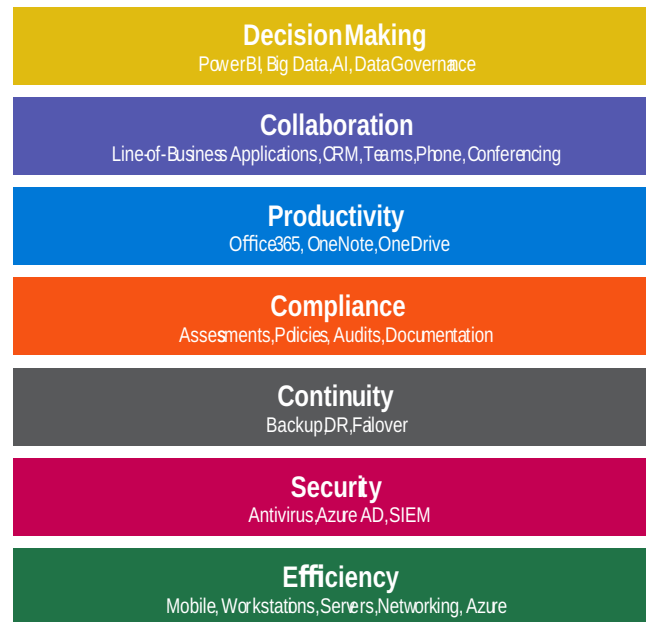 Decision Making
PowerBI, Big Data, AI, Data Governance
Collaboration
Line-of-Business Applications, CRM, Teams, Phone, Conferencing
Productivity
Office365, OneNote, OneDrive
Compliance
Assesments, Policies, Audits, Documentation
Continuity
Backup, DR, Failover
Security
Antivirus, Azure AD, SIEM
Efficiency
Mobile, Workstations, Servers, Networking, Azure